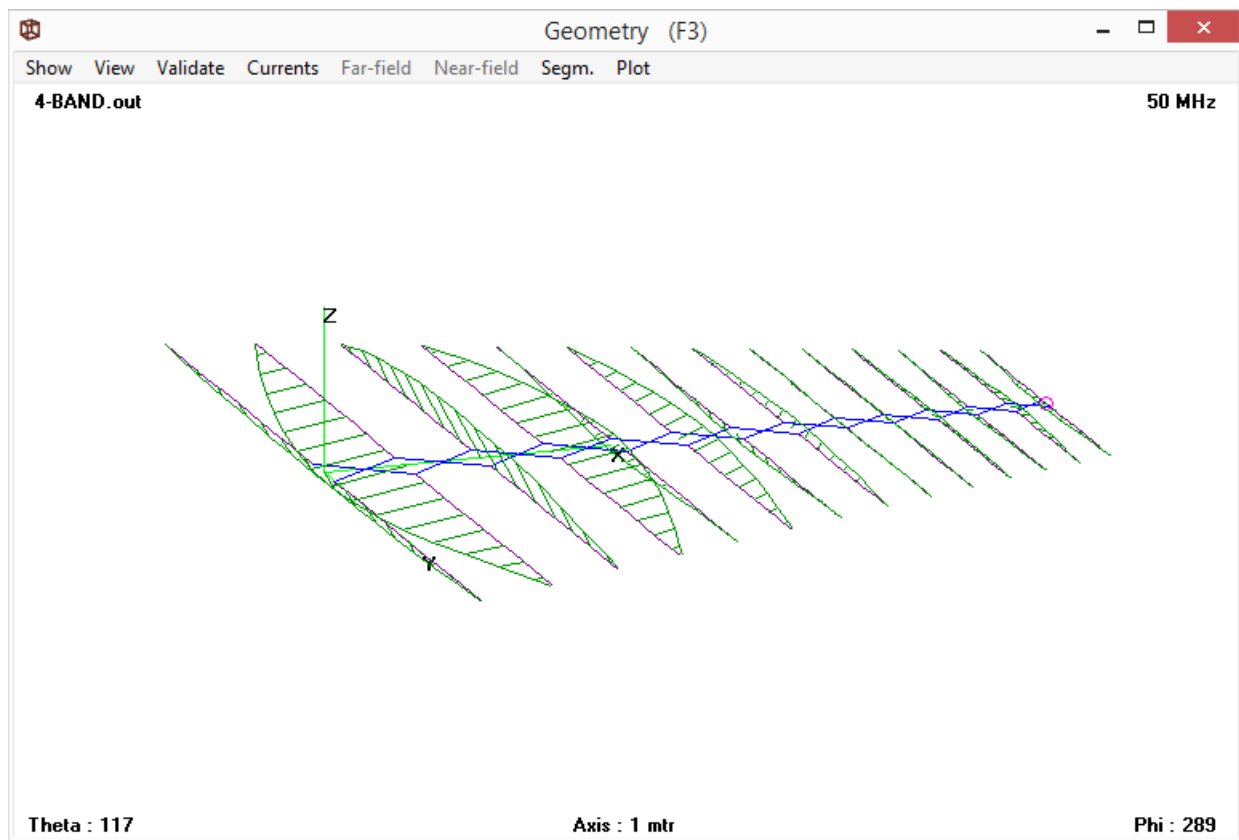 Geometry (F3)
Show View Validate Currents Far-field Near-field Segm. Plot
4-BAND.out 50 MHz
Z
X
Y
Theta : 117 Axis : 1 mtr Phi : 289